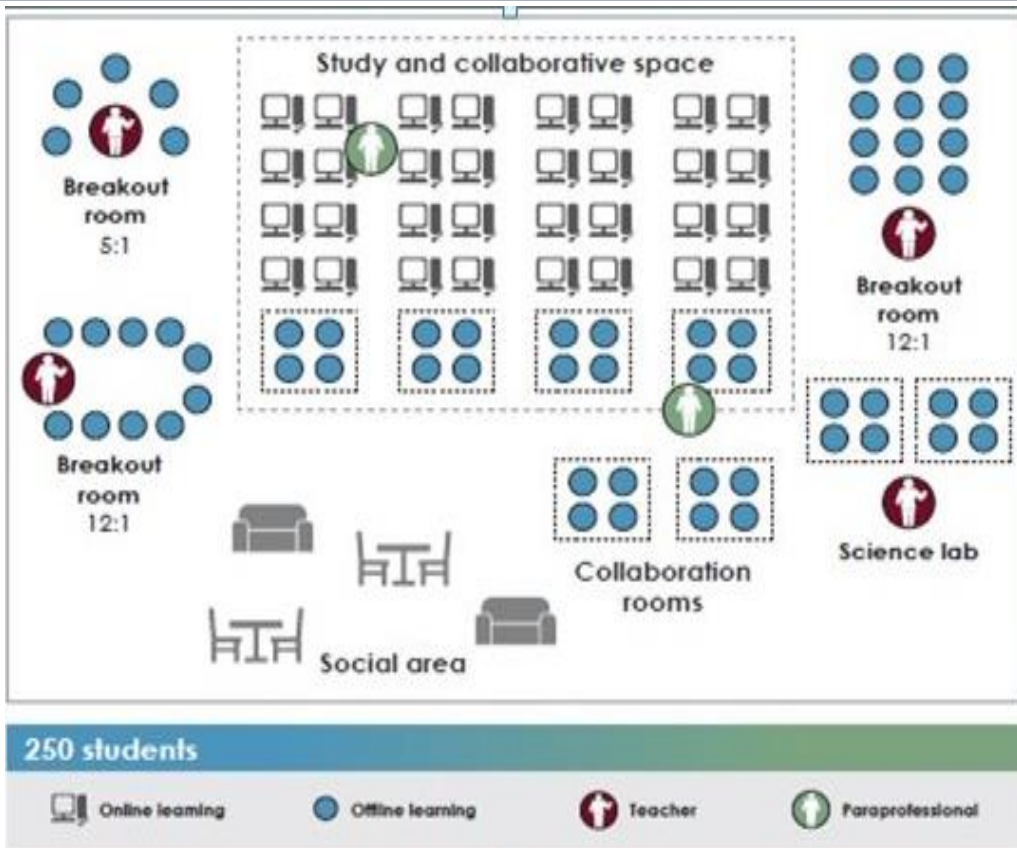 Study and collaborative space
Breakout
room
5:1
Breakout
room
12:1
Breakout
room
12:1
Science lab
Collaboration
rooms
Social area
250 students
Online learning
Offline learning
Teacher
Paraprofessional